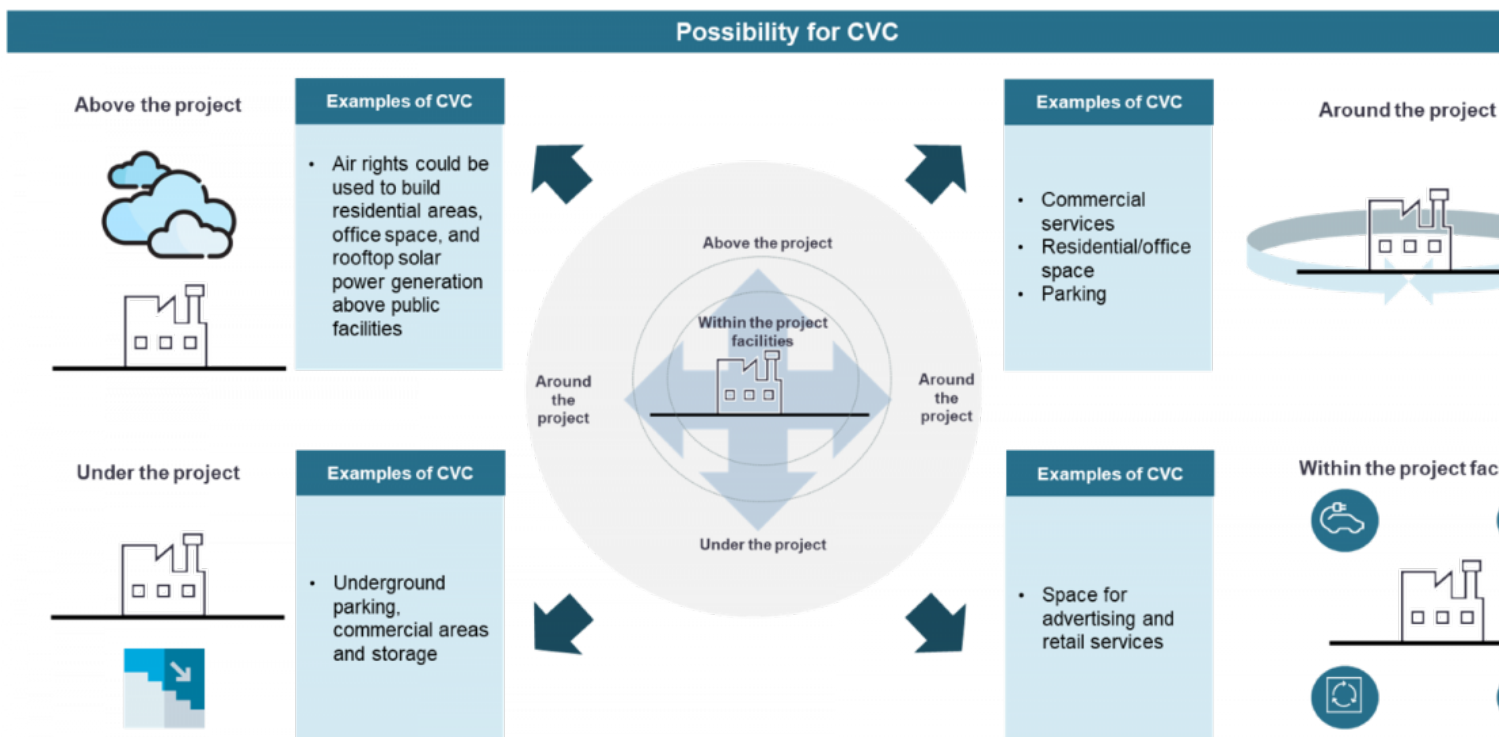 Possibility for CVC
Above the project
Examples of CVC
• Air rights could be
used to build
residential areas,
office space, and
rooftop solar
power generation
above public
facilities
Examples of CVC
• Commercial
services
• Residential/office
space
• Parking
Around the project
Above the project
Within the project
facilities
Around
the
project
Around
the
project
Under the project
Under the project
Examples of CVC
• Underground
parking,
commercial areas
and storage
Examples of CVC
• Space for
advertising and
retail services
Within the project fac